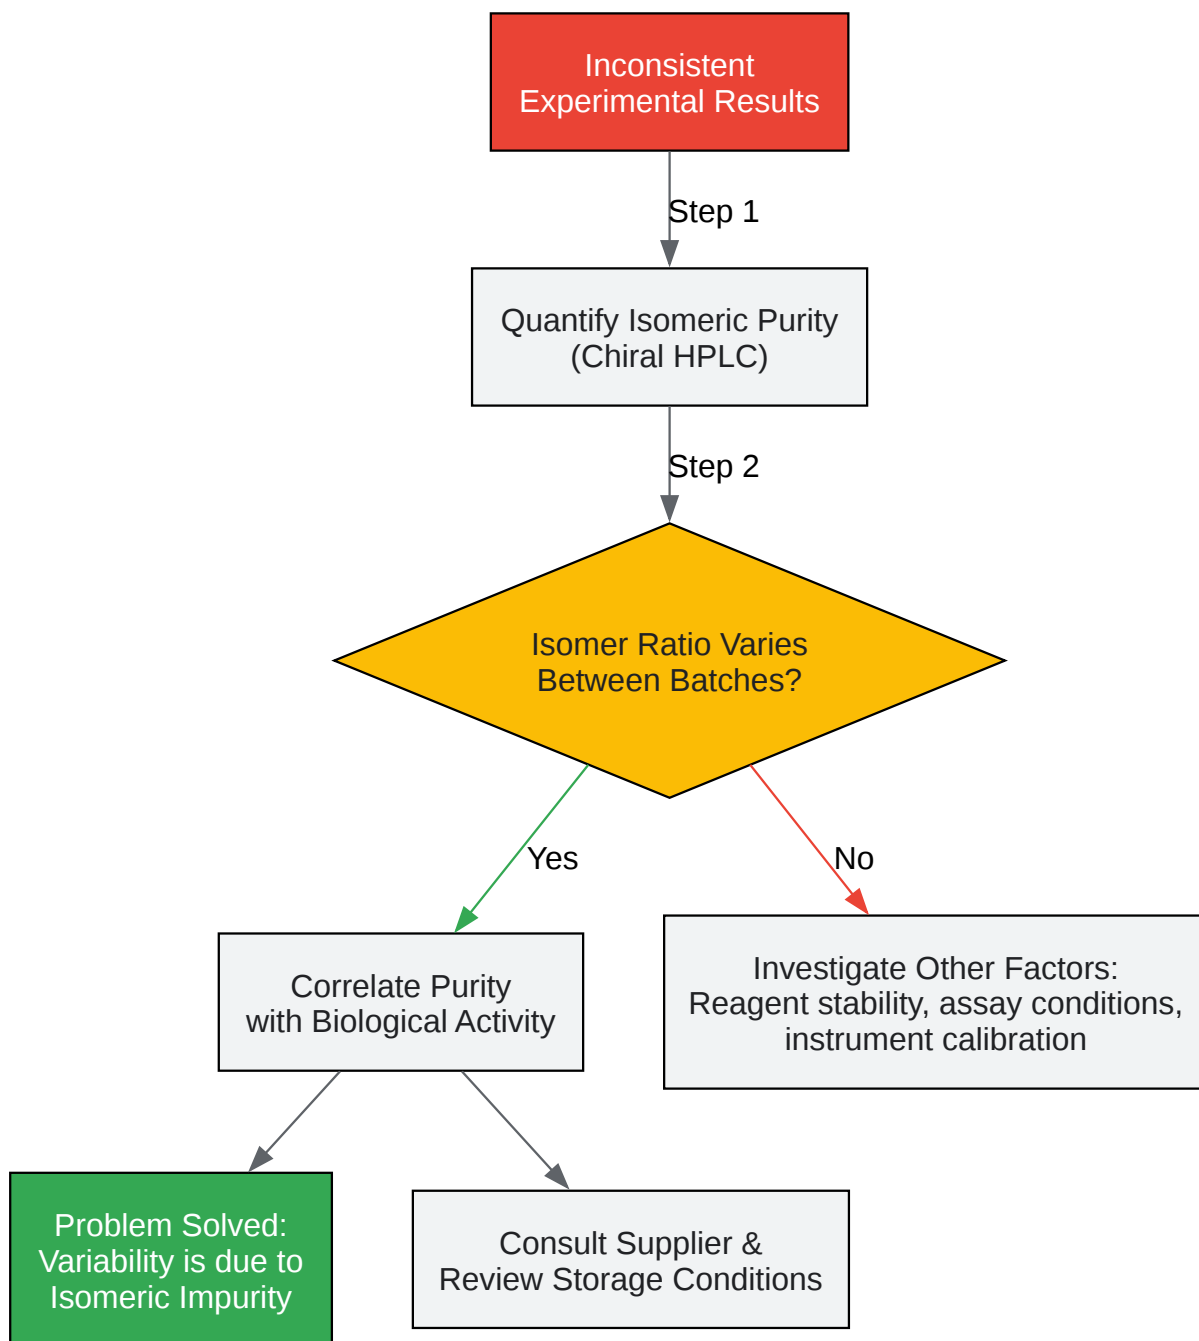 Inconsistent
Experimental Results
Step 1
Quantify Isomeric Purity
(Chiral HPLC)
Step 2
Isomer Ratio Varies
Between Batches?
Yes
No
Correlate Purity
with Biological Activity
Investigate Other Factors:
Reagent stability, assay conditions,
instrument calibration
Problem Solved:
Variability is due to
Isomeric Impurity
Consult Supplier &
Review Storage Conditions